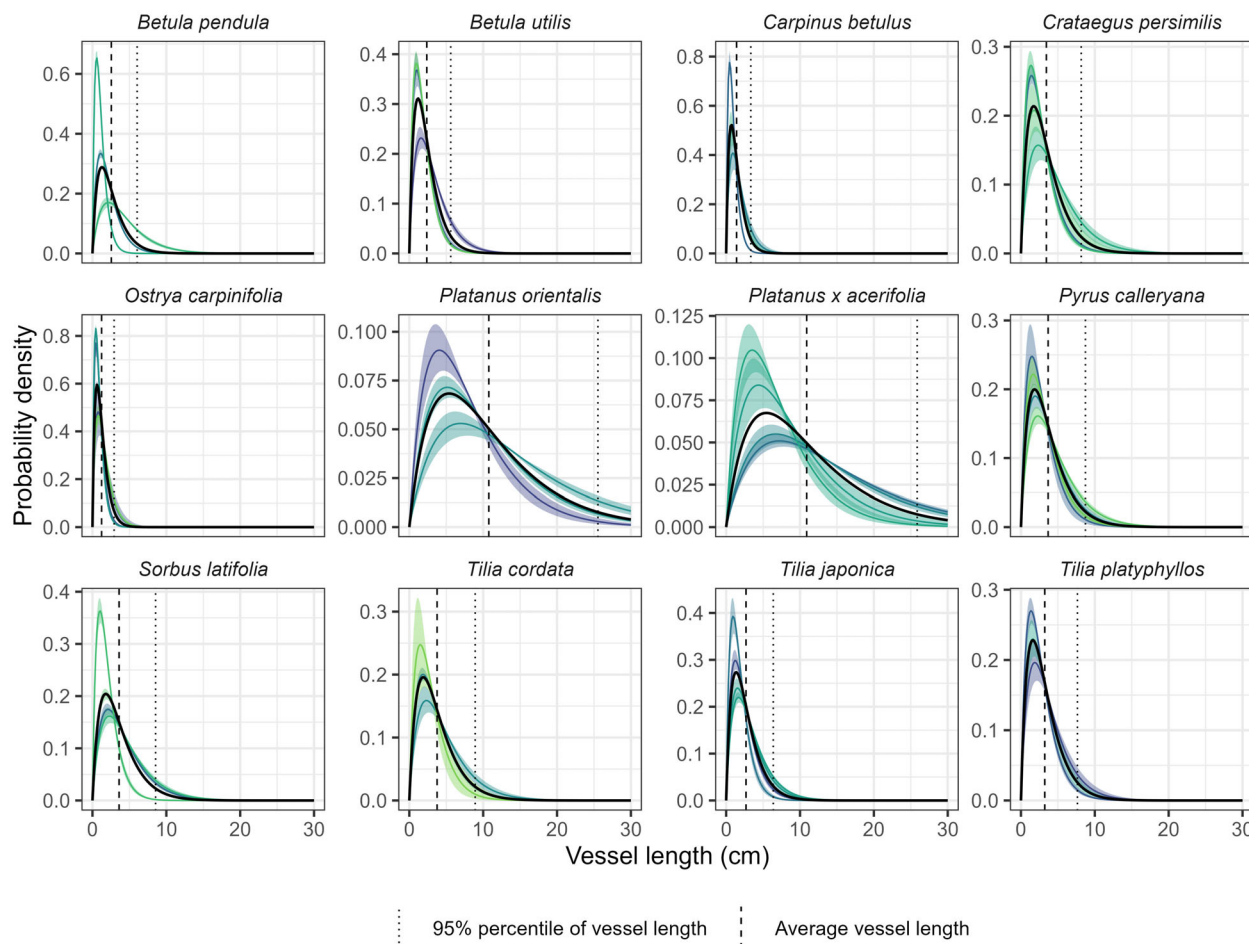 Betula pendula
Betula utilis
Carpinus betulus
Crataegus persimilis
0.6
0.4
0.2
0.0
0.4
0.3
0.2
0.1
0.0
0.8
0.6
0.4
0.2
0.0
0.3
0.2
0.1
0.0
Probability density
Ostrya carpinifolia
Platanus orientalis
Platanus x acerifolia
Pyrus calleryana
0.8
0.6
0.4
0.2
0.0
0.100
0.075
0.050
0.025
0.000
0.125
0.100
0.075
0.050
0.025
0.000
0.3
0.2
0.1
0.0
Sorbus latifolia
Tilia cordata
Tilia japonica
Tilia platyphyllos
0.4
0.3
0.2
0.1
0.0
0.3
0.2
0.1
0.0
0.4
0.3
0.2
0.1
0.0
0.3
0.2
0.1
0.0
0 10 20 30
0 10 20 30
0 10 20 30
0 10 20 30
Vessel length (cm)
95% percentile of vessel length
Average vessel length